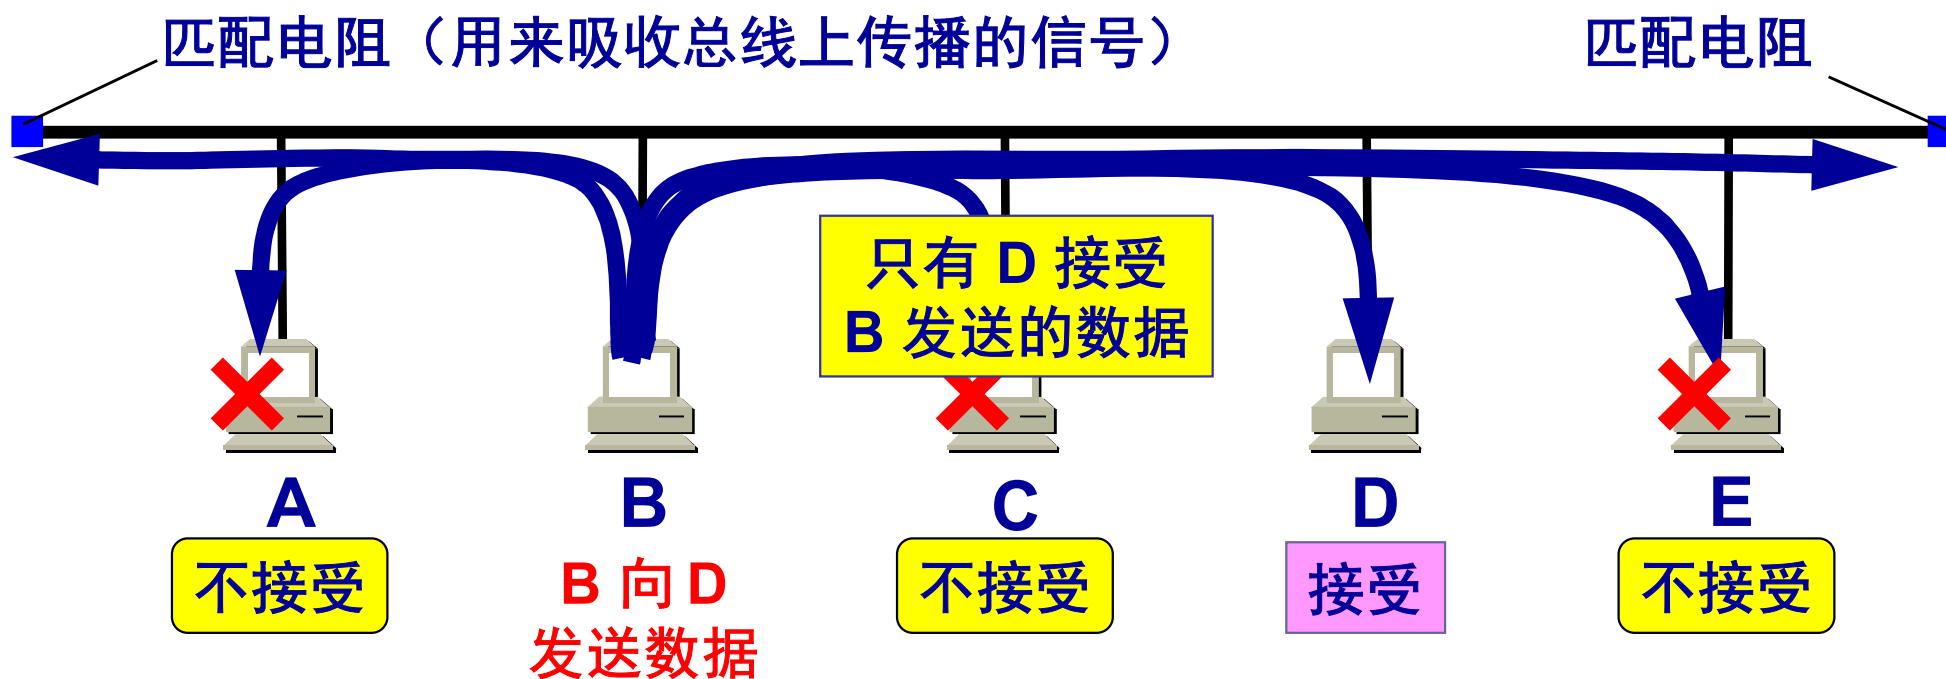 匹配电阻（用来吸收总线上传播的信号）
匹配电阻
只有 D 接受
B 发送的数据
A
B
C
D
E
不接受
B 向 D
发送数据
不接受
接受
不接受